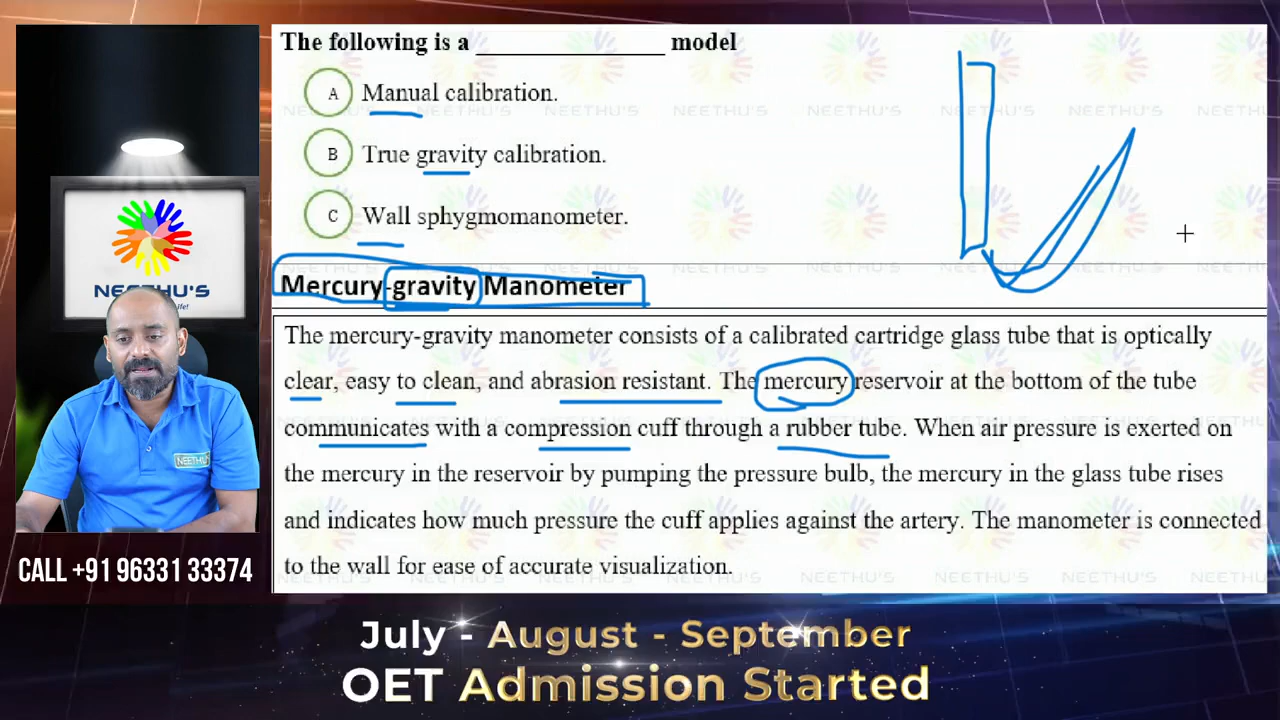 The following is a ______________ model
A Manual calibration.
B True gravity calibration.
C Wall sphygmomanometer.
Mercury-gravity Manometer
The mercury-gravity manometer consists of a calibrated cartridge glass tube that is optically
clear, easy to clean, and abrasion resistant. The mercury reservoir at the bottom of the tube
communicates with a compression cuff through a rubber tube. When air pressure is exerted on
the mercury in the reservoir by pumping the pressure bulb, the mercury in the glass tube rises
and indicates how much pressure the cuff applies against the artery. The manometer is connected
to the wall for ease of accurate visualization.
NEETHU'S
NEETHU'S
CALL +91 96331 33374
July - August - September
OET Admission Started